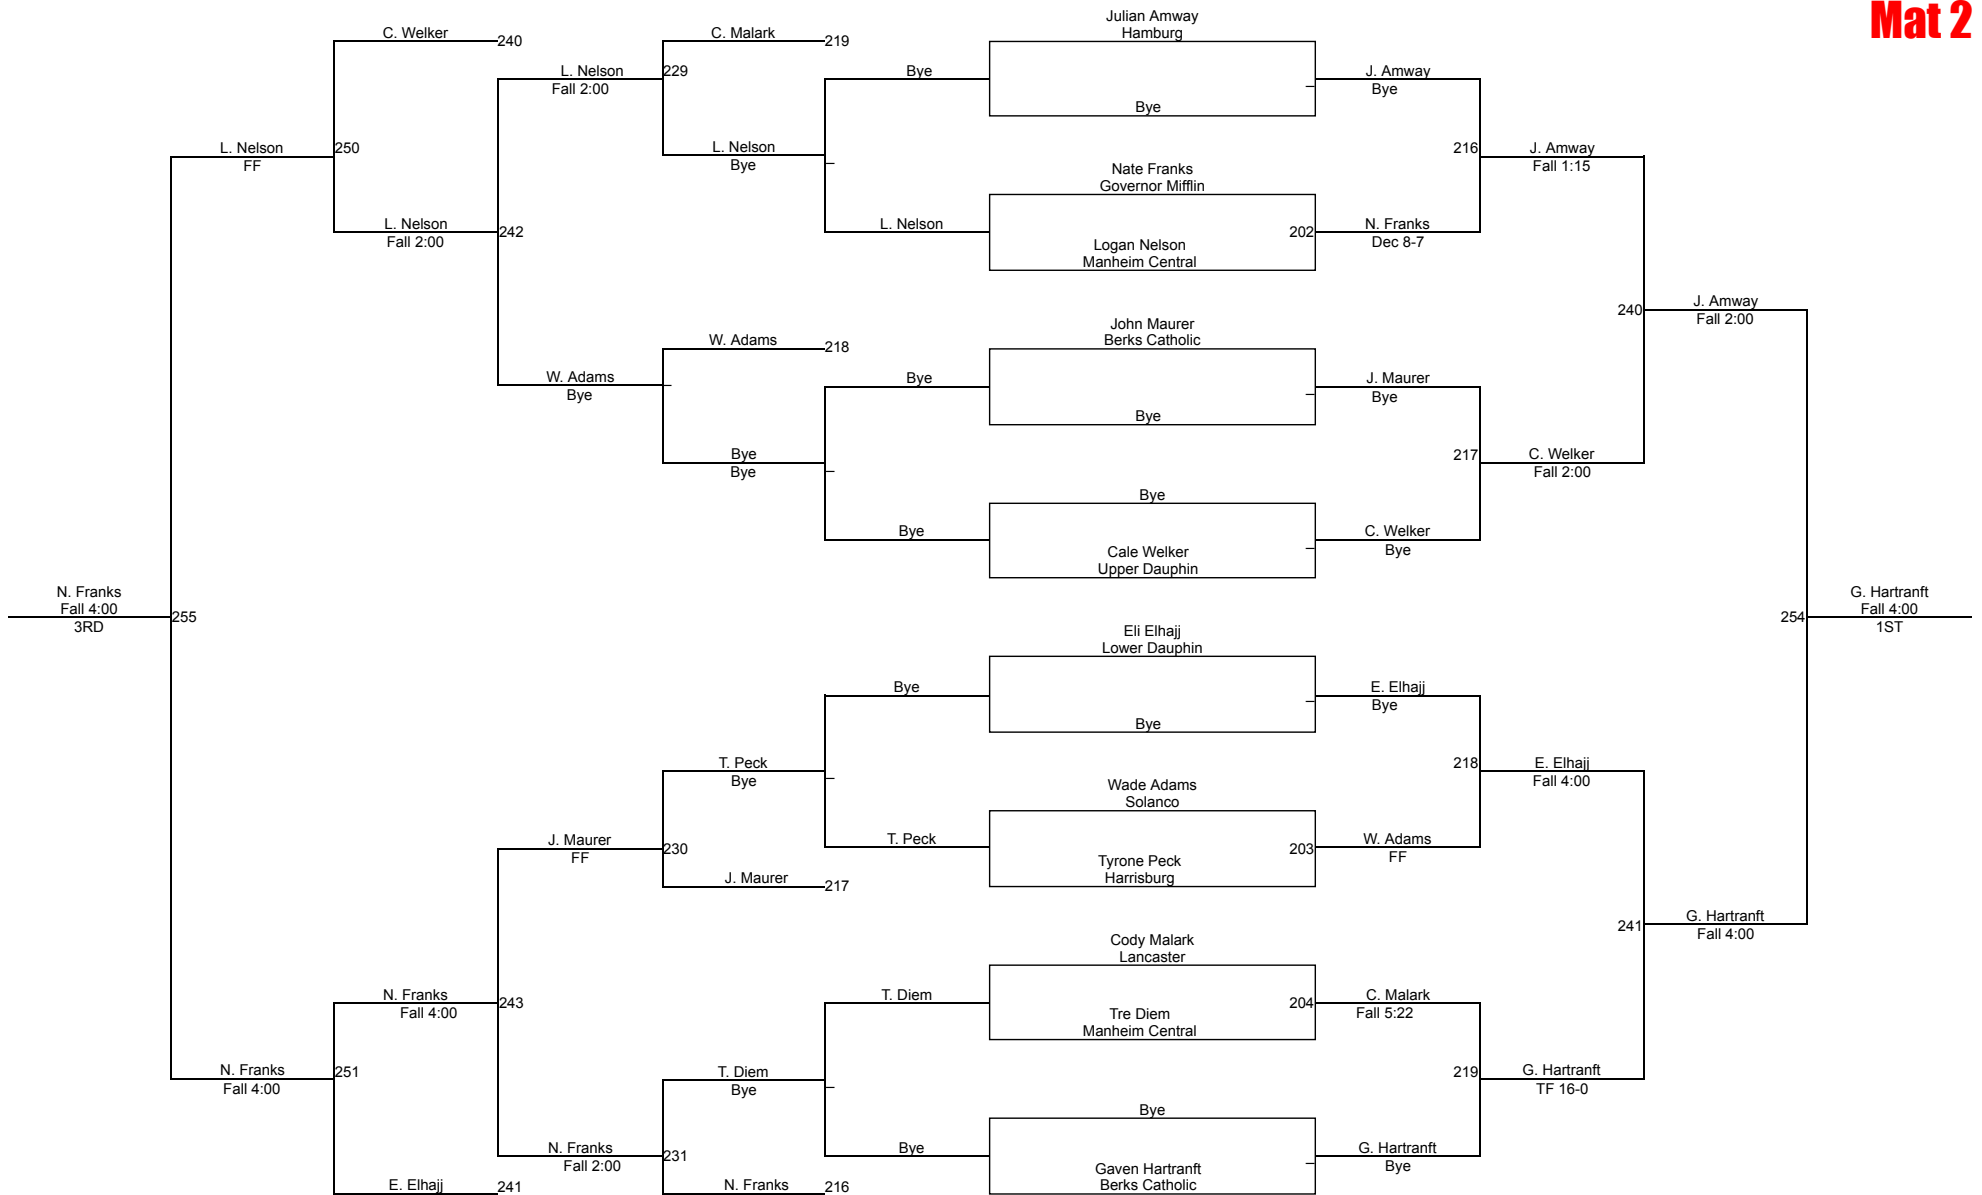 Mat 2
Julian Amway
Hamburg
C. Welker
240
C. Malark
219
L. Nelson
229
Fall 2:00
Bye
J. Amway
Bye
Bye
L. Nelson
FF
250
L. Nelson
Bye
216
J. Amway
Fall 1:15
Nate Franks
Governor Mifflin
L. Nelson
Fall 2:00
242
L. Nelson
202
N. Franks
Dec 8-7
Logan Nelson
Manheim Central
240
J. Amway
Fall 2:00
John Maurer
Berks Catholic
W. Adams
218
W. Adams
Bye
Bye
J. Maurer
Bye
Bye
Bye
Bye
217
C. Welker
Fall 2:00
Bye
Bye
C. Welker
Bye
Cale Welker
Upper Dauphin
N. Franks
Fall 4:00
3RD
255
254
G. Hartranft
Fall 4:00
1ST
Eli Elhajj
Lower Dauphin
Bye
E. Elhajj
Bye
Bye
T. Peck
Bye
218
E. Elhajj
Fall 4:00
Wade Adams
Solanco
J. Maurer
FF
230
T. Peck
203
W. Adams
FF
Tyrone Peck
Harrisburg
J. Maurer
217
241
G. Hartranft
Fall 4:00
Cody Malark
Lancaster
N. Franks
Fall 4:00
243
T. Diem
204
C. Malark
Fall 5:22
Tre Diem
Manheim Central
N. Franks
Fall 4:00
251
T. Diem
Bye
219
G. Hartranft
TF 16-0
Bye
N. Franks
Fall 2:00
231
Bye
G. Hartranft
Bye
Gaven Hartranft
Berks Catholic
E. Elhajj
241
N. Franks
216